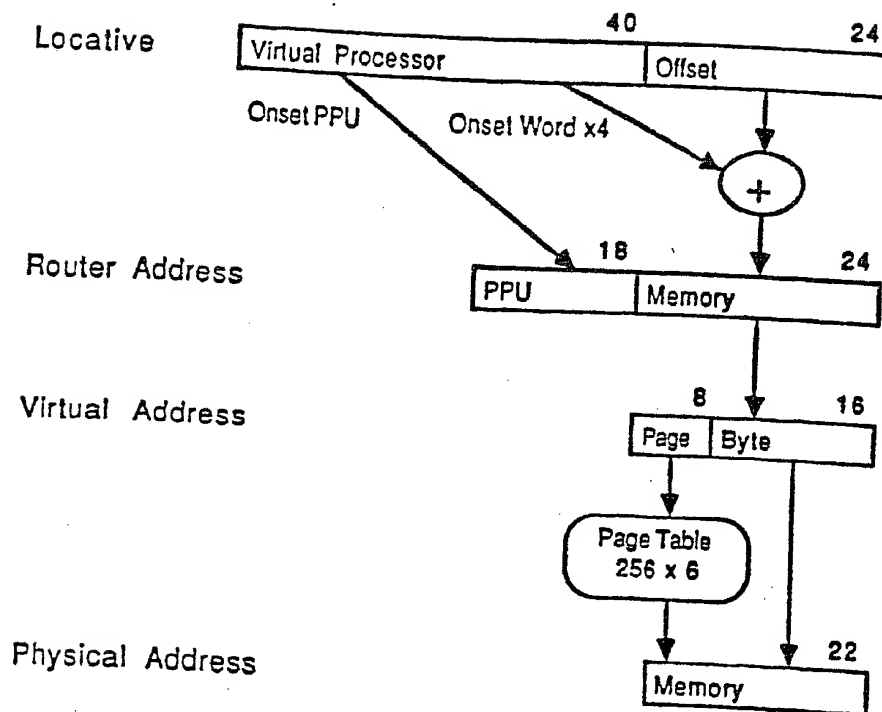 Locative
40
24
Virtual Processor
Offset
Onset PPU
Onset Word x4
+
Router Address
18
24
PPU
Memory
Virtual Address
8
16
Page
Byte
Page Table
256 x 6
Physical Address
22
Memory